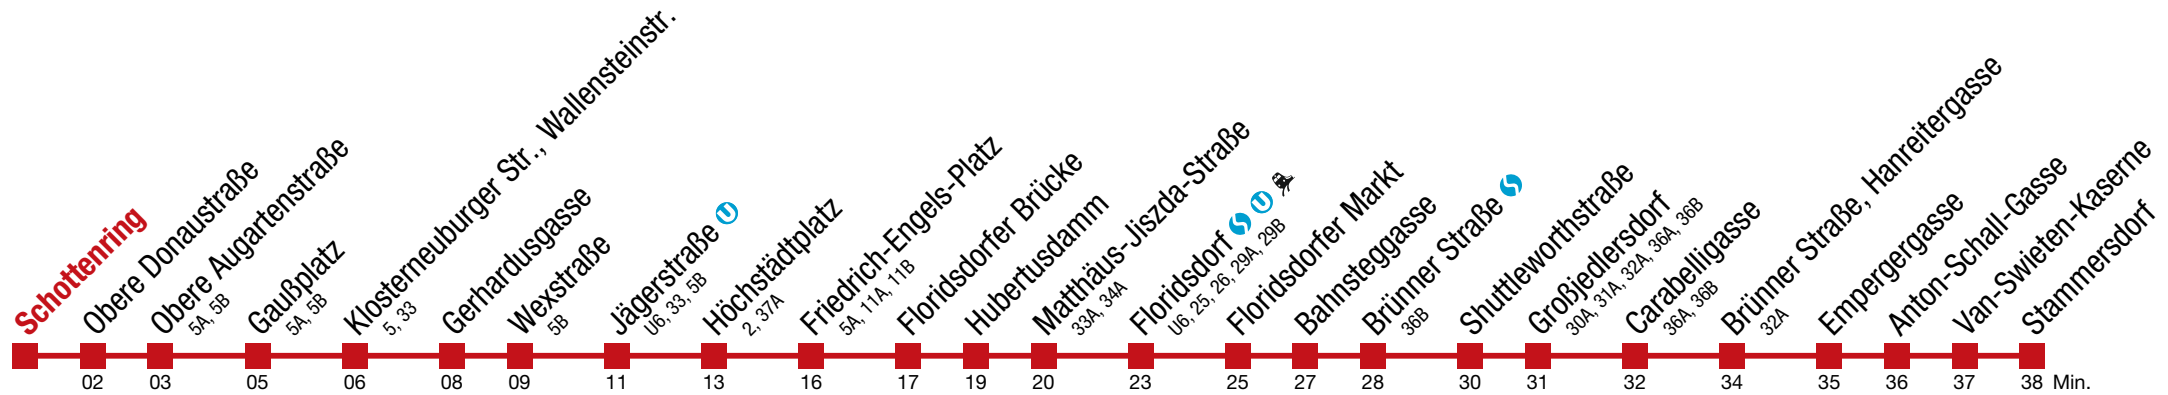 Schottenring
Obere Donaustraße
Obere Augartenstraße
5A, 5B
Gaußplatz
5A, 5B
Klosterneuburger Str., Wallensteinstr.
5, 33
Gerhardusgasse
Wexstraße
5B
Jägerstraße U
U6, 33, 5B
Höchstädtplatz
2, 37A
Friedrich-Engels-Platz
5A, 11A, 11B
Floridsdorfer Brücke
Hubertusdamm
Matthäus-Jiszda-Straße
33A, 34A
Floridsdorf S U
U6, 25, 26, 29A, 29B
Floridsdorfer Markt
Bahnsteggasse
Brünner Straße S
36B
Shuttleworthstraße
Großjedlersdorf
30A, 31A, 32A, 36A, 36B
Carabelligasse
36A, 36B
Brünner Straße, Hanreitergasse
32A
Empergergasse
Anton-Schall-Gasse
Van-Swieten-Kaserne
Stammersdorf
02 03 05 06 08 09 11 13 16 17 19 20 23 25 27 28 30 31 32 34 35 36 37 38 Min.